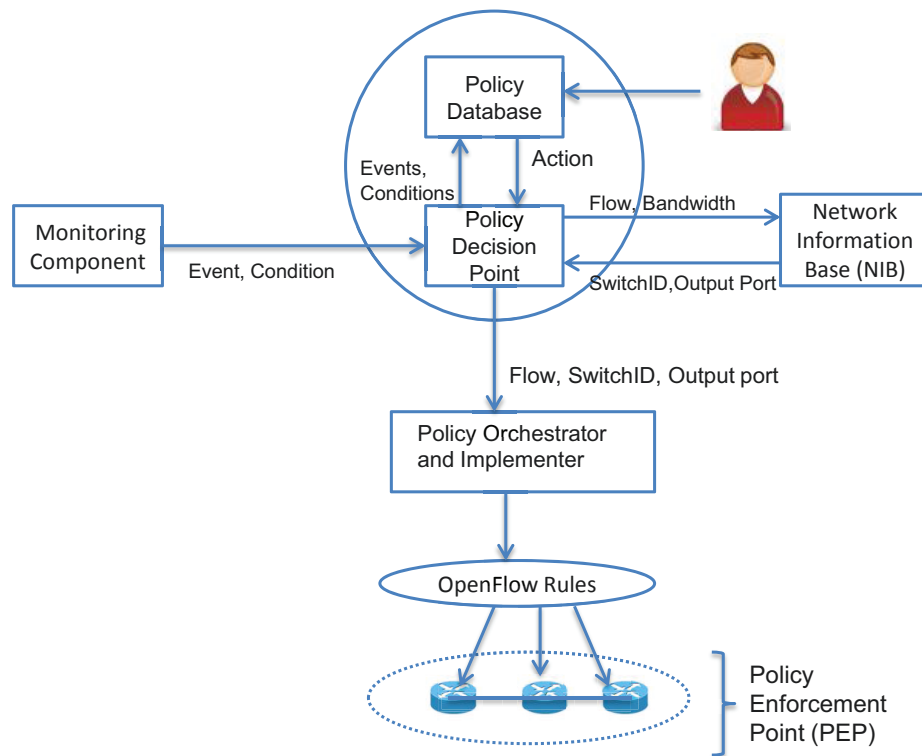 Policy
Database
Events,
Conditions
Action
Monitoring
Component
Event, Condition
Policy
Decision
Point
Flow, Bandwidth
SwitchID,Output Port
Network
Information
Base (NIB)
Flow, SwitchID, Output port
Policy Orchestrator
and Implementer
OpenFlow Rules
Policy
Enforcement
Point (PEP)